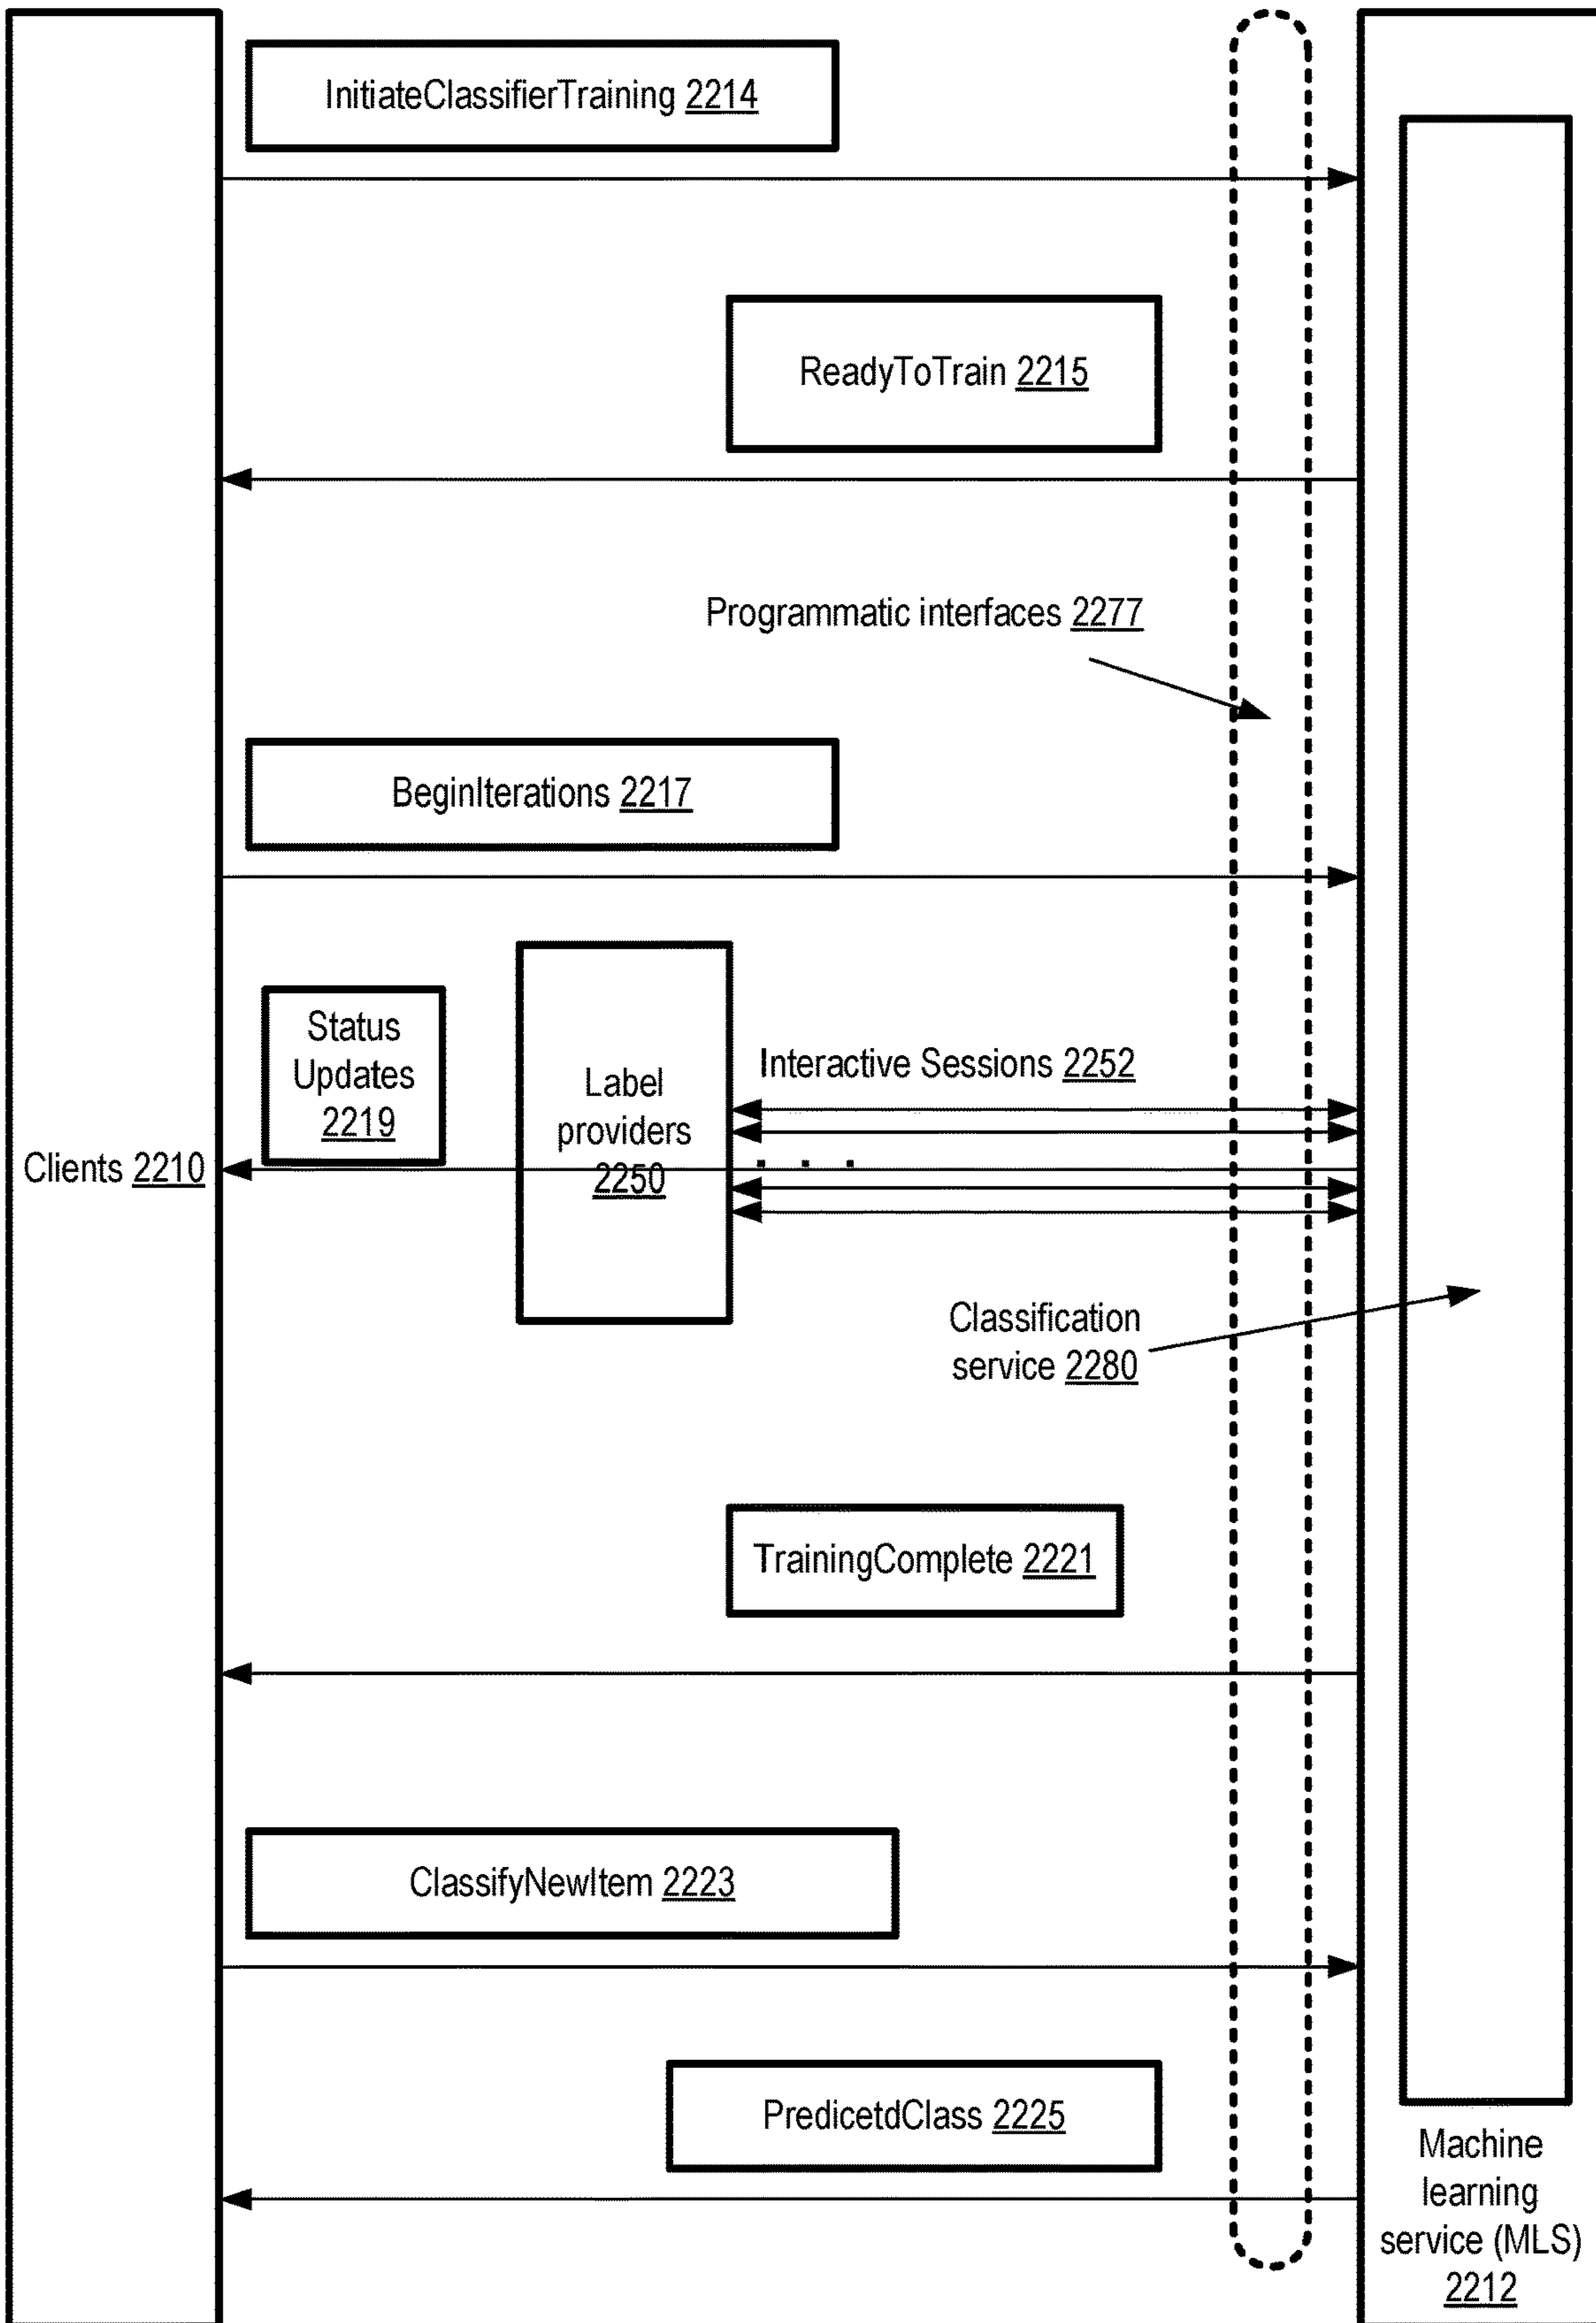 InitiateClassifierTraining 2214
ReadyToTrain 2215
Programmatic interfaces 2277
BeginIterations 2217
Status
Updates
2219
Label
providers
2250
Interactive Sessions 2252
. . .
Clients 2210
Classification
service 2280
TrainingComplete 2221
ClassifyNewItem 2223
PredicetdClass 2225
Machine
learning
service (MLS)
2212